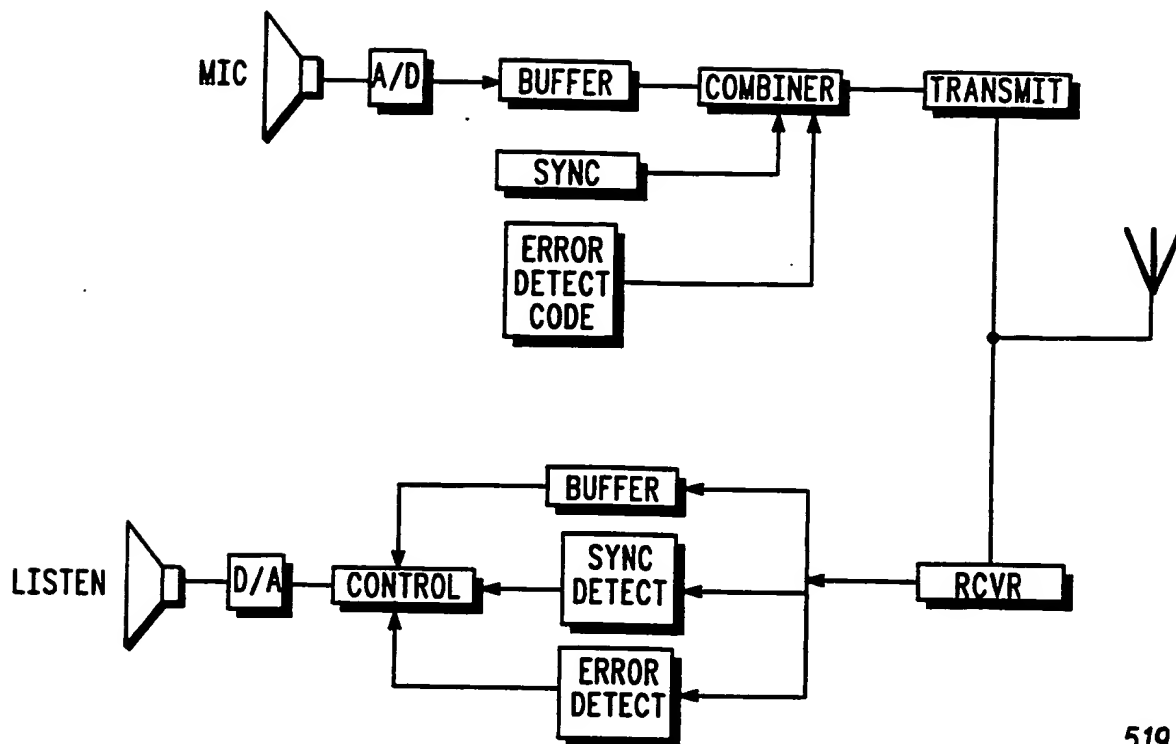 MIC
A/D
BUFFER
COMBINER
TRANSMIT
SYNC
ERROR
DETECT
CODE
BUFFER
LISTEN
D/A
CONTROL
SYNC
DETECT
RCVR
ERROR
DETECT
519